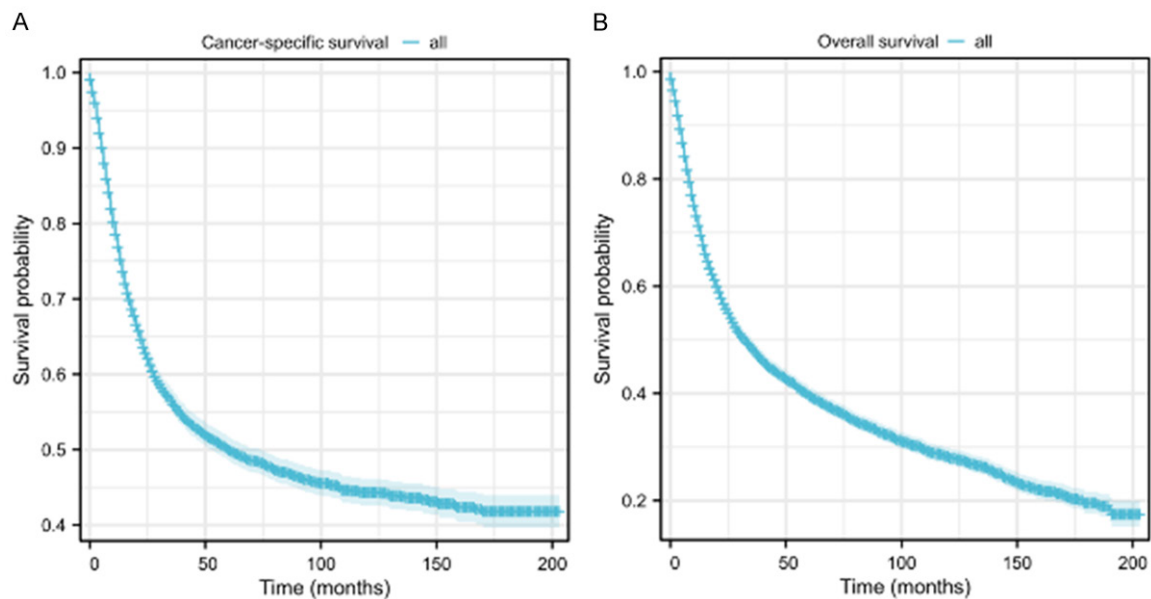 A
Cancer-specific survival all
Survival probability
1.0
0.9
0.8
0.7
0.6
0.5
0.4
0 50 100 150 200
Time (months)
B
Overall survival all
Survival probability
1.0
0.8
0.6
0.4
0.2
0 50 100 150 200
Time (months)